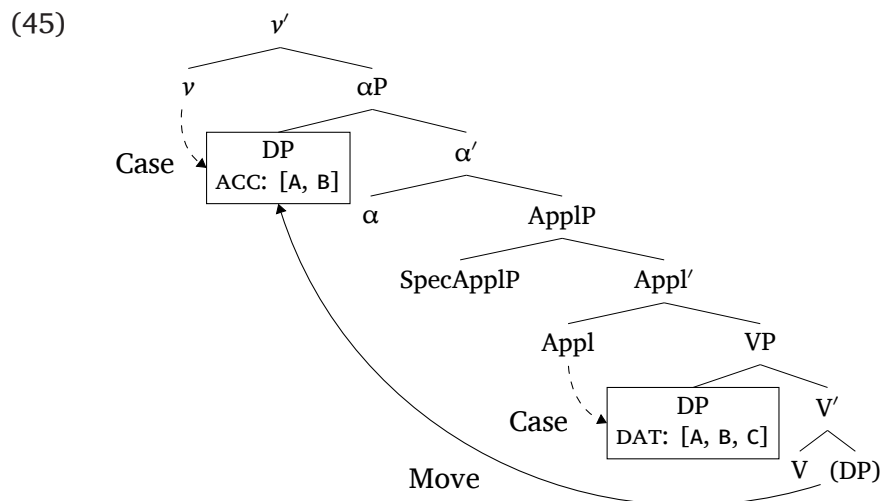 (45)
v′
v αP
Case
DP
ACC: [A, B]
α′
α ApplP
SpecApplP Appl′
Appl VP
Case
DP
DAT: [A, B, C]
V′
V (DP)
Move